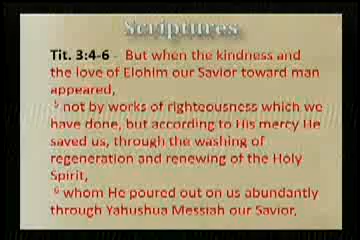 Scriptures
Tit. 3:4-6 - But when the kindness and
the love of Elohim our Savior toward man
appeared,
5 not by works of righteousness which we
have done, but according to His mercy He
saved us, through the washing of
regeneration and renewing of the Holy
Spirit,
6 whom He poured out on us abundantly
through Yahushua Messiah our Savior,